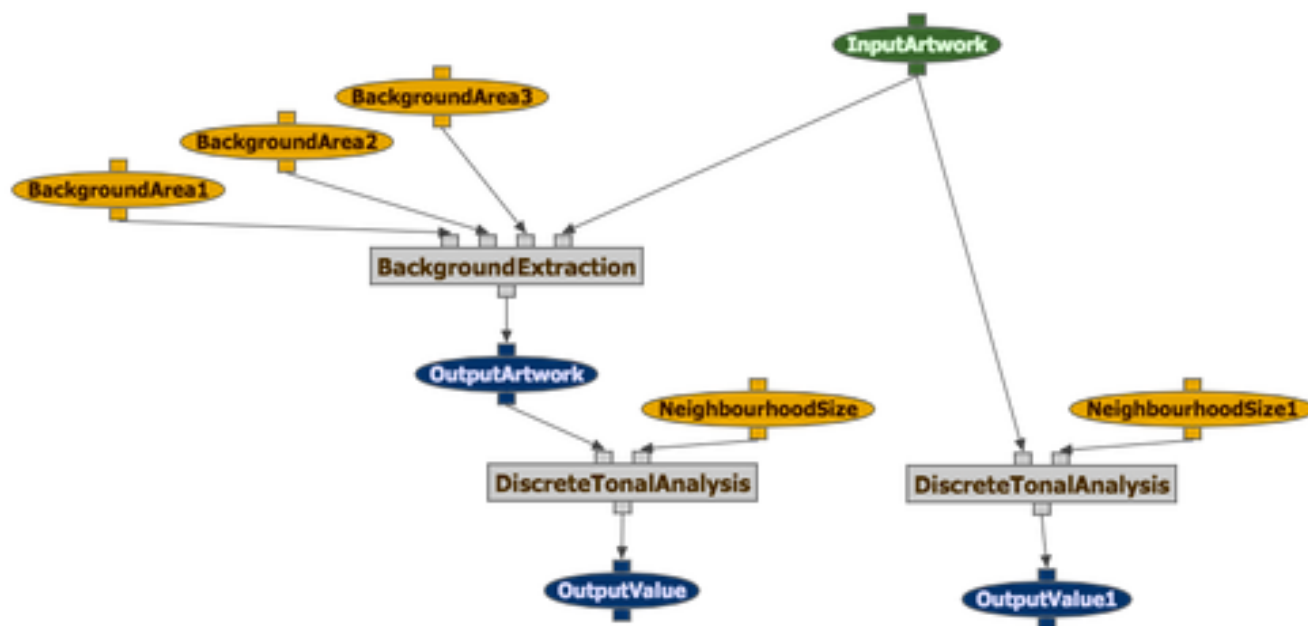 InputArtwork
BackgroundArea3
BackgroundArea2
BackgroundArea1
BackgroundExtraction
OutputArtwork
NeighbourhoodSize
NeighbourhoodSize1
DiscreteTonalAnalysis
DiscreteTonalAnalysis
OutputValue
OutputValue1